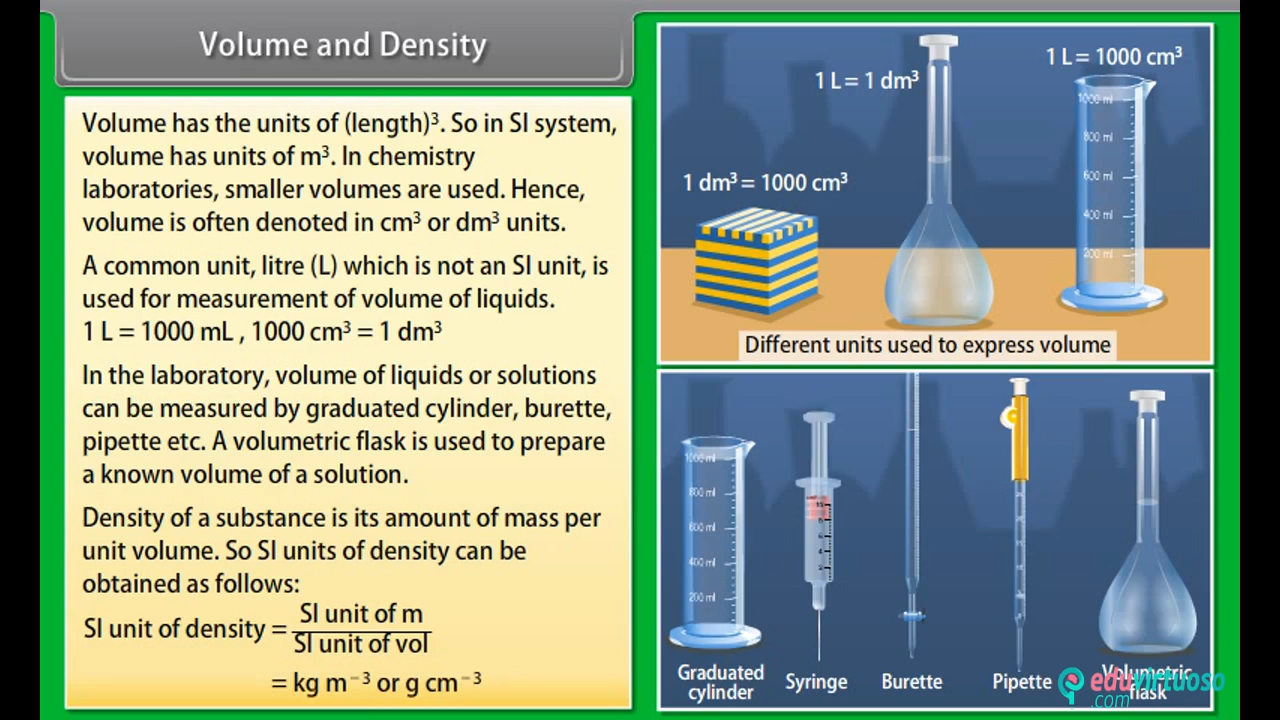 Volume and Density
Volume has the units of (length)³. So in SI system,
volume has units of m³. In chemistry
laboratories, smaller volumes are used. Hence,
volume is often denoted in cm³ or dm³ units.
A common unit, litre (L) which is not an SI unit, is
used for measurement of volume of liquids.
1 L = 1000 mL , 1000 cm³ = 1 dm³
In the laboratory, volume of liquids or solutions
can be measured by graduated cylinder, burette,
pipette etc. A volumetric flask is used to prepare
a known volume of a solution.
Density of a substance is its amount of mass per
unit volume. So SI units of density can be
obtained as follows:
SI unit of density = SI unit of m
SI unit of vol
= kg m⁻³ or g cm⁻³
1 L = 1 dm³
1 L = 1000 cm³
1 dm³ = 1000 cm³
1000 ml
800 ml
600 ml
400 ml
200 ml
Different units used to express volume
1000 ml
800 ml
600 ml
400 ml
200 ml
Graduated
cylinder
Syringe
Burette
Pipette
Volumetric
flask
eduvirtuoso
.com